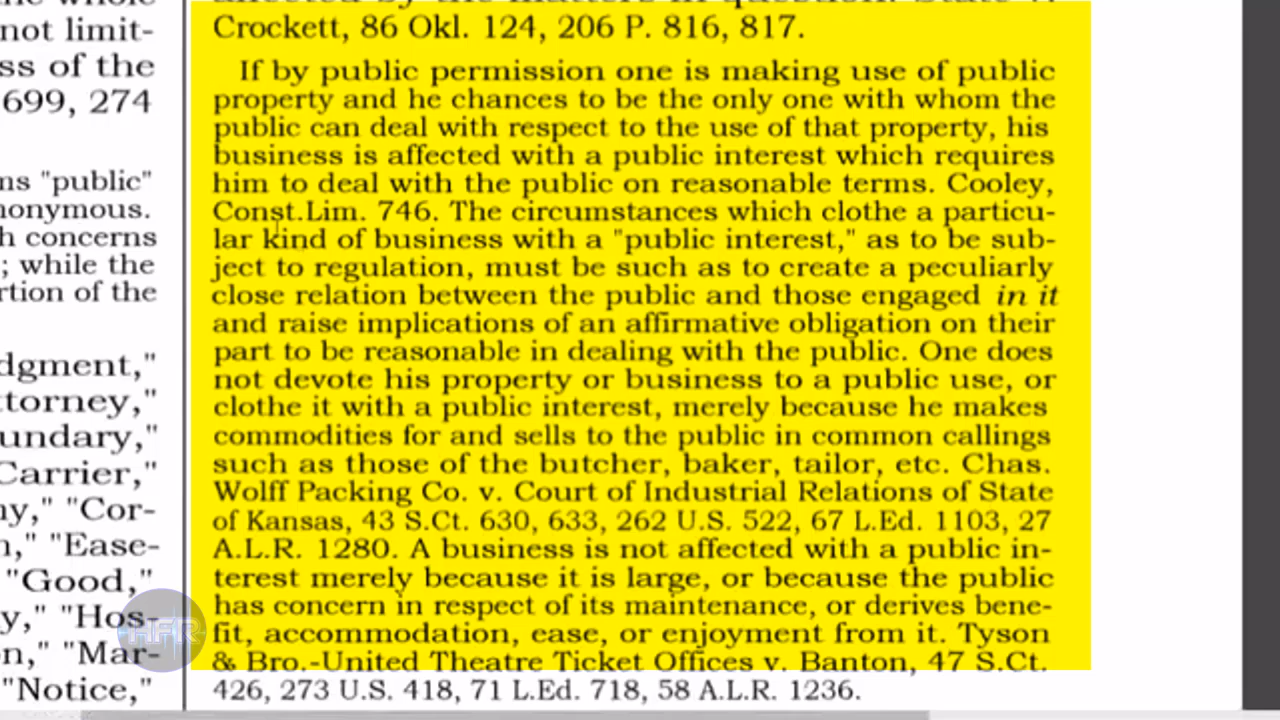 not limit-
ss of the
699, 274
ns "public"
nonymous.
h concerns
; while the
rtion of the
dgment,"
ttorney,"
undary,"
Carrier,"
ny," "Cor-
n," "Ease-
"Good,"
y," "Hos-
n," "Mar-
"Notice,"
affected by the matters in question. State v.
Crockett, 86 Okl. 124, 206 P. 816, 817.
If by public permission one is making use of public
property and he chances to be the only one with whom the
public can deal with respect to the use of that property, his
business is affected with a public interest which requires
him to deal with the public on reasonable terms. Cooley,
Const.Lim. 746. The circumstances which clothe a particu-
lar kind of business with a "public interest," as to be sub-
ject to regulation, must be such as to create a peculiarly
close relation between the public and those engaged in it
and raise implications of an affirmative obligation on their
part to be reasonable in dealing with the public. One does
not devote his property or business to a public use, or
clothe it with a public interest, merely because he makes
commodities for and sells to the public in common callings
such as those of the butcher, baker, tailor, etc. Chas.
Wolff Packing Co. v. Court of Industrial Relations of State
of Kansas, 43 S.Ct. 630, 633, 262 U.S. 522, 67 L.Ed. 1103, 27
A.L.R. 1280. A business is not affected with a public in-
terest merely because it is large, or because the public
has concern in respect of its maintenance, or derives bene-
fit, accommodation, ease, or enjoyment from it. Tyson
& Bro.-United Theatre Ticket Offices v. Banton, 47 S.Ct.
426, 273 U.S. 418, 71 L.Ed. 718, 58 A.L.R. 1236.
HFR